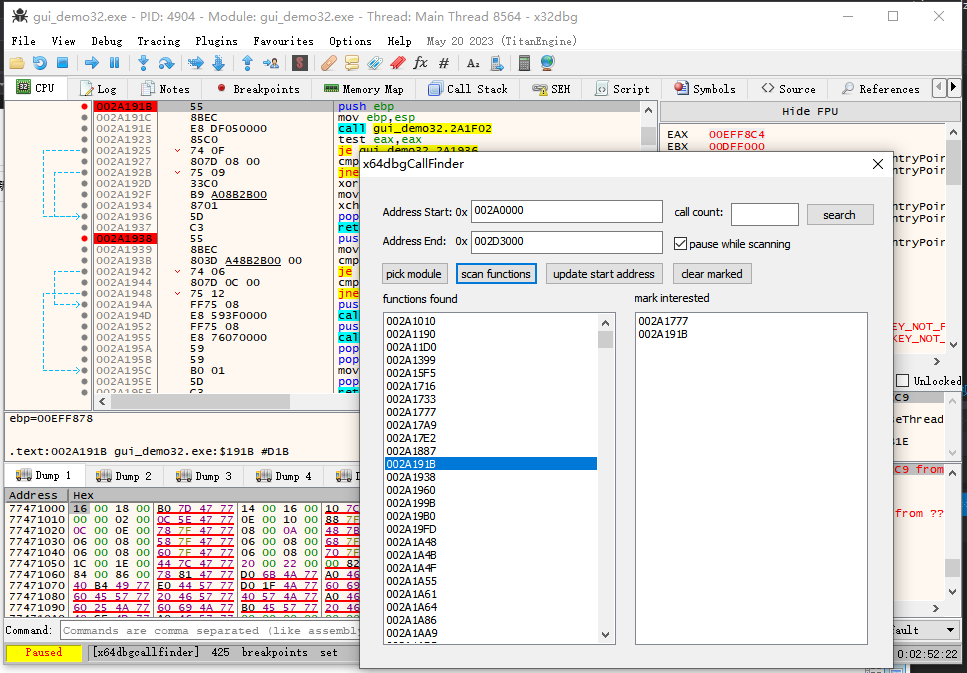 gui_demo32.exe - PID: 4904 - Module: gui_demo32.exe - Thread: Main Thread 8564 - x32dbg
File View Debug Tracing Plugins Favourites Options Help May 20 2023 (TitanEngine)
CPU Log Notes Breakpoints Memory Map Call Stack SEH Script Symbols Source References
002A191B 55 push ebp
002A191C 8BEC mov ebp,esp
002A191E E8 DF050000 call gui_demo32.2A1F02
002A1923 85C0 test eax,eax
002A1925 74 0F je gui_demo32.2A1936
002A1927 807D 08 00 cmp
002A192B 75 09 jne
002A192D 33C0 xor
002A192F B9 A08B2B00 mov
002A1934 8701 xch
002A1936 5D pop
002A1937 C3 ret
002A1938 55 pus
002A1939 8BEC mov
002A193B 803D A48B2B00 00 cmp
002A1942 74 06 je
002A1944 807D 0C 00 cmp
002A1948 75 12 jne
002A194A FF75 08 pus
002A194D E8 593F0000 cal
002A1952 FF75 08 pus
002A1955 E8 76070000 cal
002A195A 59 pop
002A195B 59 pop
002A195C B0 01 mov
002A195E 5D pop
002A195F C3 ret
Hide FPU
EAX 00EFF8C4
EBX 00DFF000
ntryPoin
ntryPoin
ntryPoin
ntryPoin
ntryPoin
EY_NOT_F
KEY_NOT_
Unlocked
C9
seThread
81E
C9 from
from ??
ebp=00EFF878
.text:002A191B gui_demo32.exe:$191B #D1B
Dump 1 Dump 2 Dump 3 Dump 4
Address Hex
77471000 16 00 18 00 B0 7D 47 77 14 00 16 00 10 7C
77471010 00 00 02 00 0C 5E 47 77 0E 00 10 00 88 7F
77471020 0C 00 0E 00 78 7F 47 77 08 00 0A 00 48 7B
77471030 06 00 08 00 58 7F 47 77 06 00 08 00 68 7F
77471040 06 00 08 00 60 7F 47 77 06 00 08 00 70 7F
77471050 1C 00 1E 00 44 7C 47 77 20 00 22 00 00 82
77471060 84 00 86 00 78 81 47 77 D0 6B 4A 77 A0 46
77471070 40 B4 49 77 E0 44 57 77 D0 1F 4A 77 60 69
77471080 60 45 57 77 20 46 57 77 40 46 57 77 A0 46
77471090 60 25 4A 77 60 69 4A 77 B0 45 57 77 20 46
Command: Commands are comma separated (like assembly
ault
Paused [x64dbgcallfinder] 425 breakpoints set
0:02:52:22
x64dbgCallFinder
Address Start: 0x 002A0000 call count: search
Address End: 0x 002D3000 pause while scanning
pick module scan functions update start address clear marked
functions found
002A1010
002A1190
002A11D0
002A1399
002A15F5
002A1716
002A1733
002A1777
002A17A9
002A17E2
002A1887
002A191B
002A1938
002A1960
002A199B
002A19B0
002A19FD
002A1A48
002A1A4B
002A1A4F
002A1A55
002A1A61
002A1A64
002A1A86
002A1AA9
mark interested
002A1777
002A191B